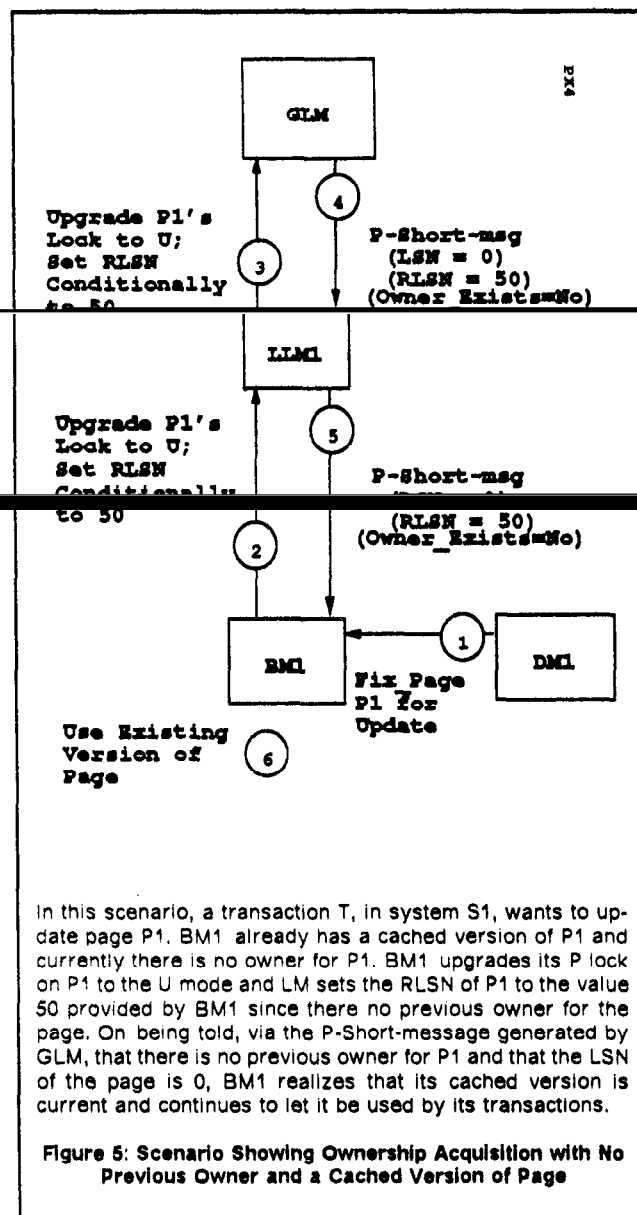 PX4
GLM
4
Upgrade P1's
Lock to U;
Set RLSN
Conditionally
to 50
3
P-Short-msg
(LSN = 0)
(RLSN = 50)
(Owner_Exists=No)
LLM1
Upgrade P1's
Lock to U;
Set RLSN
Conditionally
to 50
5
P-Short-msg
(RLSN = 50)
(Owner_Exists=No)
2
BM1
1
DM1
Fix Page
P1 for
Update
Use Existing
Version of
Page
6
In this scenario, a transaction T, in system S1, wants to up-
date page P1. BM1 already has a cached version of P1 and
currently there is no owner for P1. BM1 upgrades its P lock
on P1 to the U mode and LM sets the RLSN of P1 to the value
50 provided by BM1 since there no previous owner for the
page. On being told, via the P-Short-message generated by
GLM, that there is no previous owner for P1 and that the LSN
of the page is 0, BM1 realizes that its cached version is
current and continues to let it be used by its transactions.
Figure 5: Scenario Showing Ownership Acquisition with No
Previous Owner and a Cached Version of Page